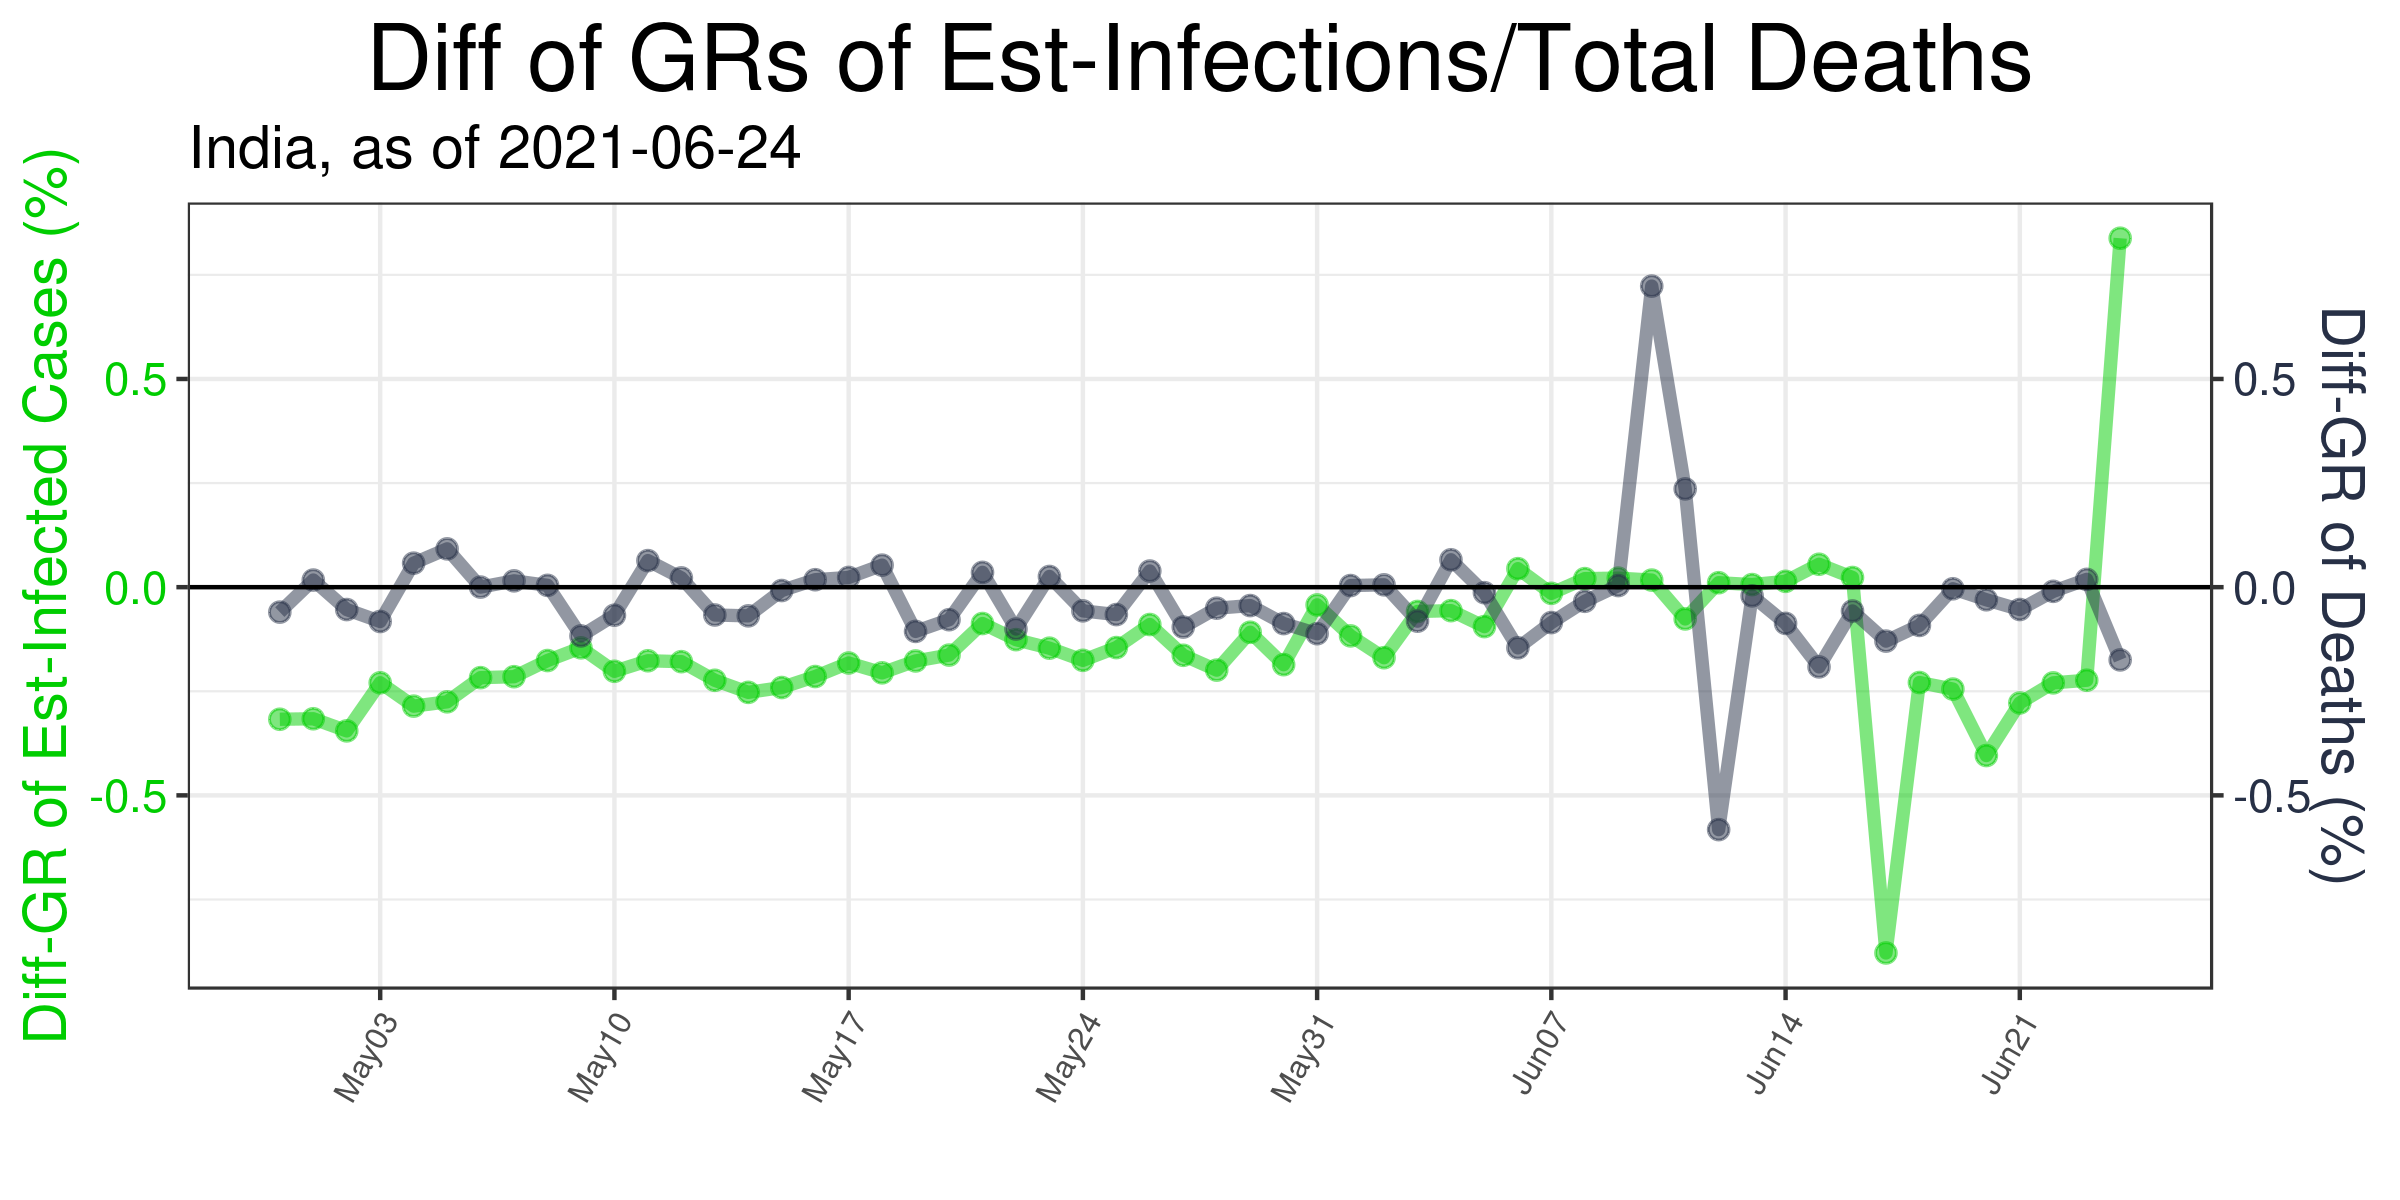 Diff of GRs of Est-Infections/Total Deaths
India, as of 2021-06-24
Diff-GR of Est-Infected Cases (%)
0.5
0.0
-0.5
0.5
0.0
-0.5
Diff-GR of Deaths (%)
May03
May10
May17
May24
May31
Jun07
Jun14
Jun21